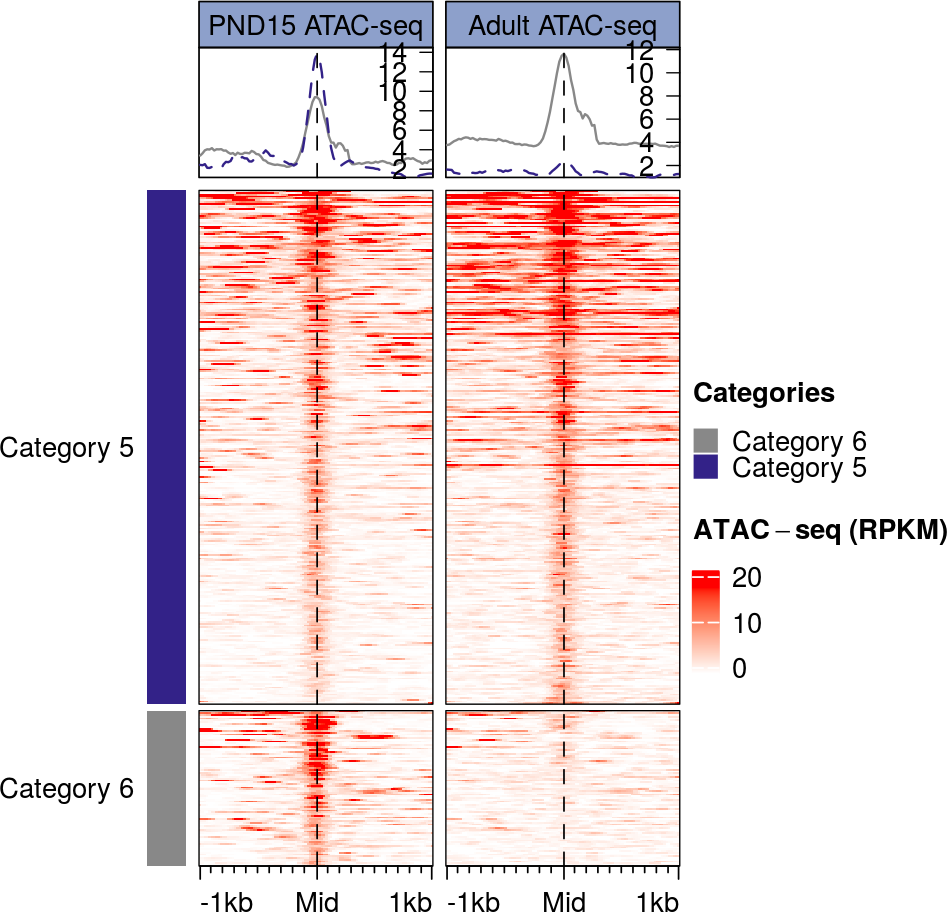 PND15 ATAC-seq
Adult ATAC-seq
14
12
10
8
6
4
2
12
10
8
6
4
2
Category 5
Category 6
Categories
Category 6
Category 5
ATAC – seq (RPKM)
20
10
0
-1kb Mid 1kb
-1kb Mid 1kb